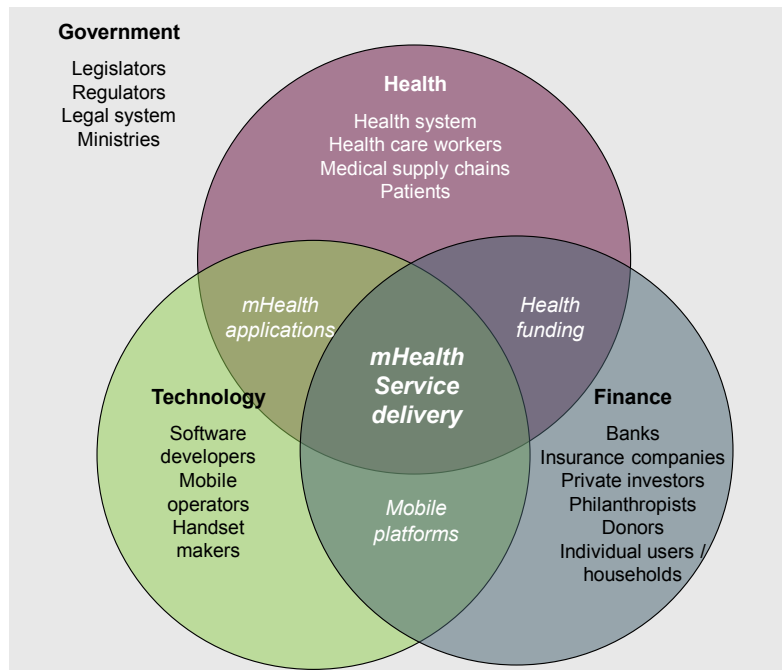 Government
Legislators
Regulators
Legal system
Ministries
Health
Health system
Health care workers
Medical supply chains
Patients
mHealth
applications
Health
funding
mHealth
Service
delivery
Technology
Software
developers
Mobile
operators
Handset
makers
Finance
Banks
Insurance companies
Private investors
Philanthropists
Donors
Individual users /
households
Mobile
platforms